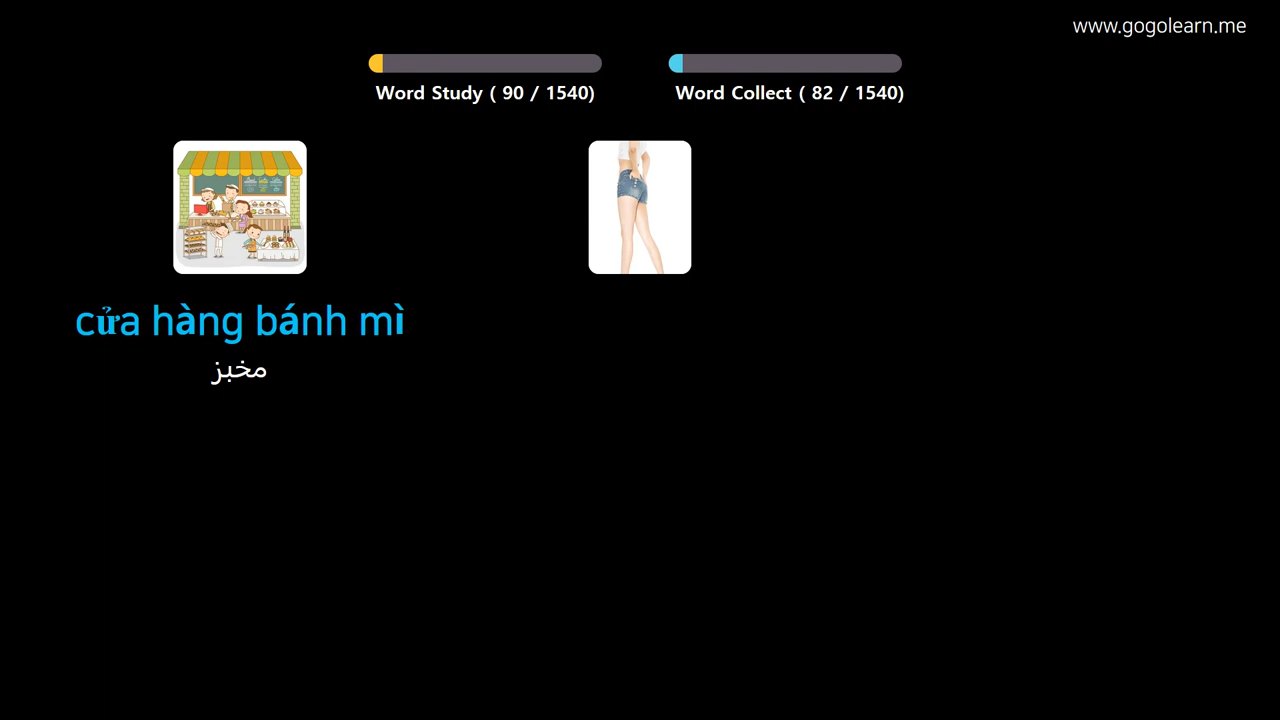 www.gogolearn.me
Word Study ( 90 / 1540)
Word Collect ( 82 / 1540)
cửa hàng bánh mì
مخبز